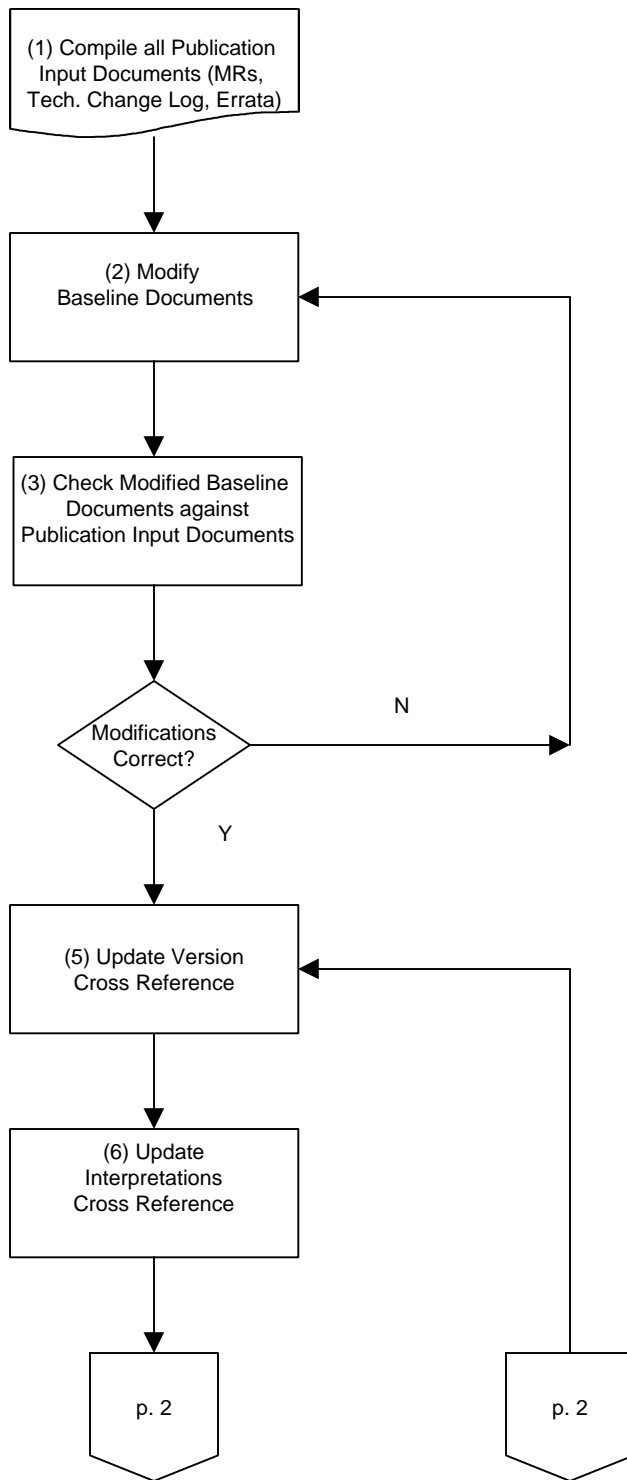 (1) Compile all Publication
Input Documents (MRs,
Tech. Change Log, Errata)
(2) Modify
Baseline Documents
(3) Check Modified Baseline
Documents against
Publication Input Documents
Modifications
Correct?
N
Y
(5) Update Version
Cross Reference
(6) Update
Interpretations
Cross Reference
p. 2
p. 2